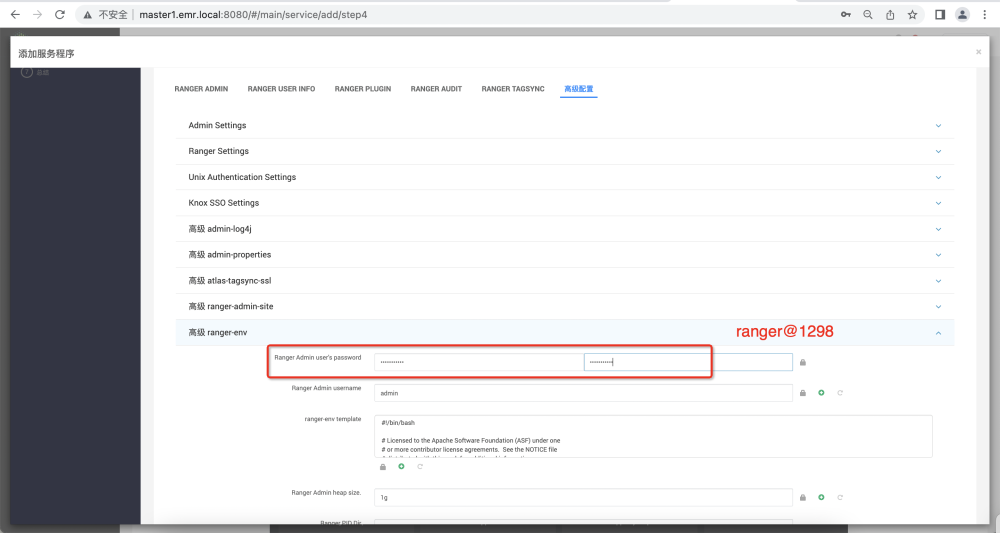 不安全 master1.emr.local:8080/#/main/service/add/step4
添加服务程序 ×
RANGER ADMIN RANGER USER INFO RANGER PLUGIN RANGER AUDIT RANGER TAGSYNC 高级配置
Admin Settings
Ranger Settings
Unix Authentication Settings
Knox SSO Settings
高级 admin-log4j
高级 admin-properties
高级 atlas-tagsync-ssl
高级 ranger-admin-site
高级 ranger-env ranger@1298
Ranger Admin user's password ••••••••••• •••••••••••
Ranger Admin username admin
ranger-env template #!/bin/bash
# Licensed to the Apache Software Foundation (ASF) under one
# or more contributor license agreements. See the NOTICE file
Ranger Admin heap size. 1g
Ranger PID Dir